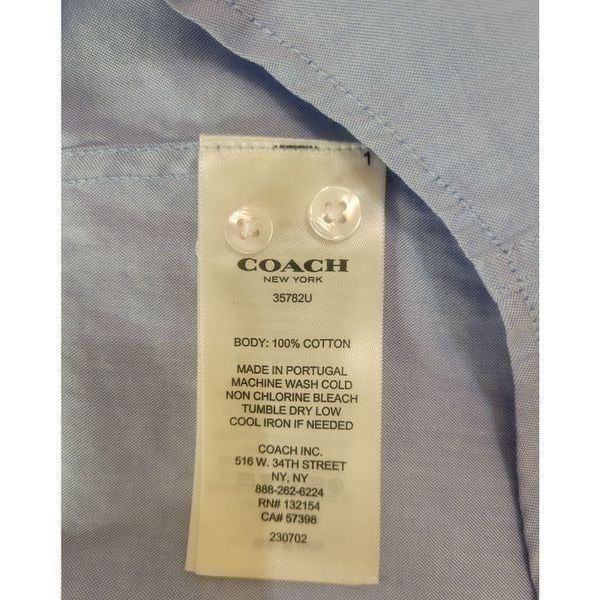 1
COACH
NEW YORK
35782U
BODY: 100% COTTON
MADE IN PORTUGAL
MACHINE WASH COLD
NON CHLORINE BLEACH
TUMBLE DRY LOW
COOL IRON IF NEEDED
COACH INC.
516 W. 34TH STREET
NY, NY
888-262-6224
RN# 132154
CA# 57398
230702